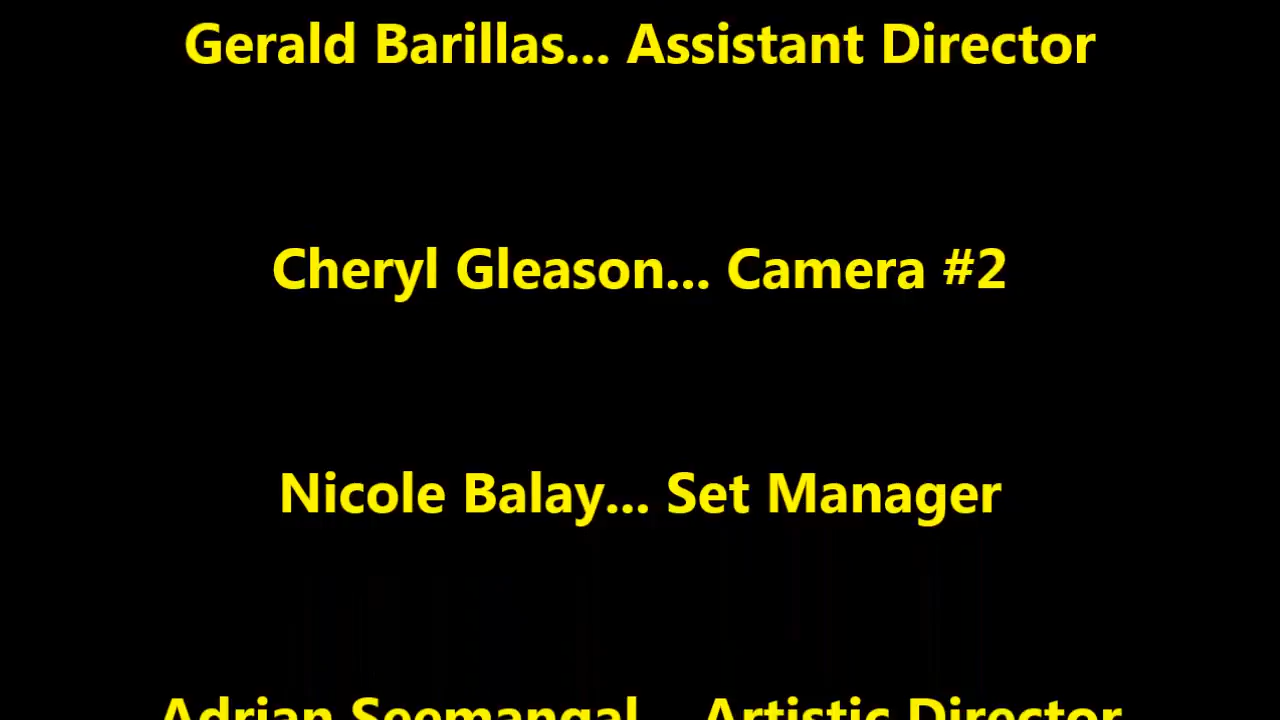 Gerald Barillas... Assistant Director
Cheryl Gleason... Camera #2
Nicole Balay... Set Manager
Adrian Seemangal... Artistic Director